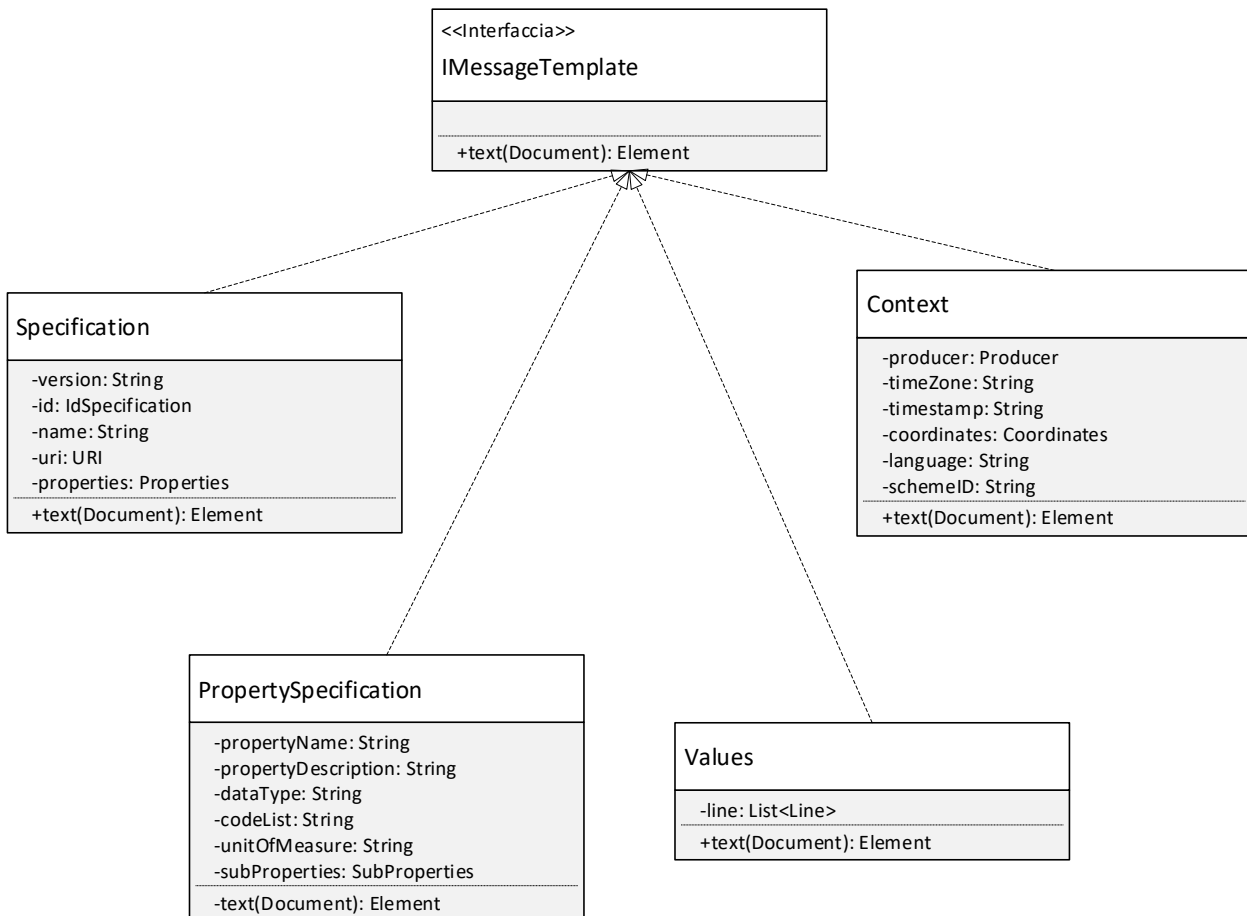 <<Interfaccia>>
IMessageTemplate
+text(Document): Element
Specification
-version: String
-id: IdSpecification
-name: String
-uri: URI
-properties: Properties
+text(Document): Element
Context
-producer: Producer
-timeZone: String
-timestamp: String
-coordinates: Coordinates
-language: String
-schemeID: String
+text(Document): Element
PropertySpecification
-propertyName: String
-propertyDescription: String
-dataType: String
-codeList: String
-unitOfMeasure: String
-subProperties: SubProperties
-text(Document): Element
Values
-line: List<Line>
+text(Document): Element